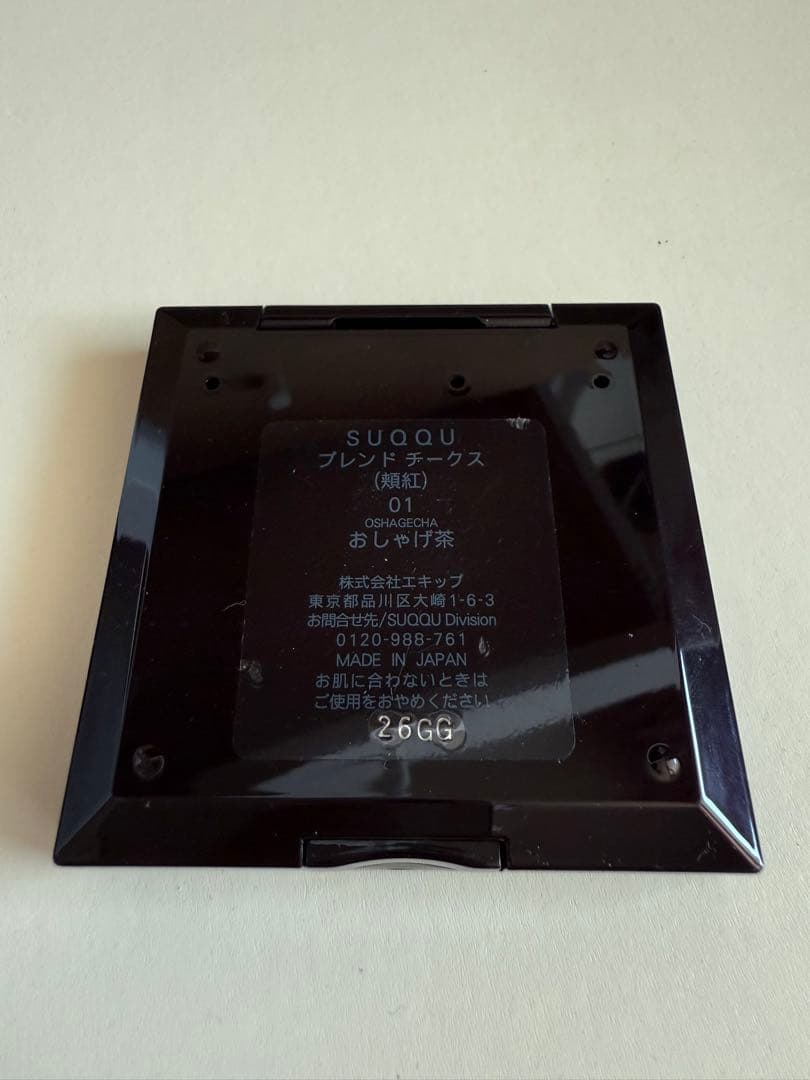 SUQQU
ブレンド チークス
(頬紅)
01
OSHAGECHA
おしゃげ茶
株式会社エキップ
東京都品川区大崎1-6-3
お問合せ先/SUQQU Division
0120-988-761
MADE IN JAPAN
お肌に合わないときは
ご使用をおやめください
26GG